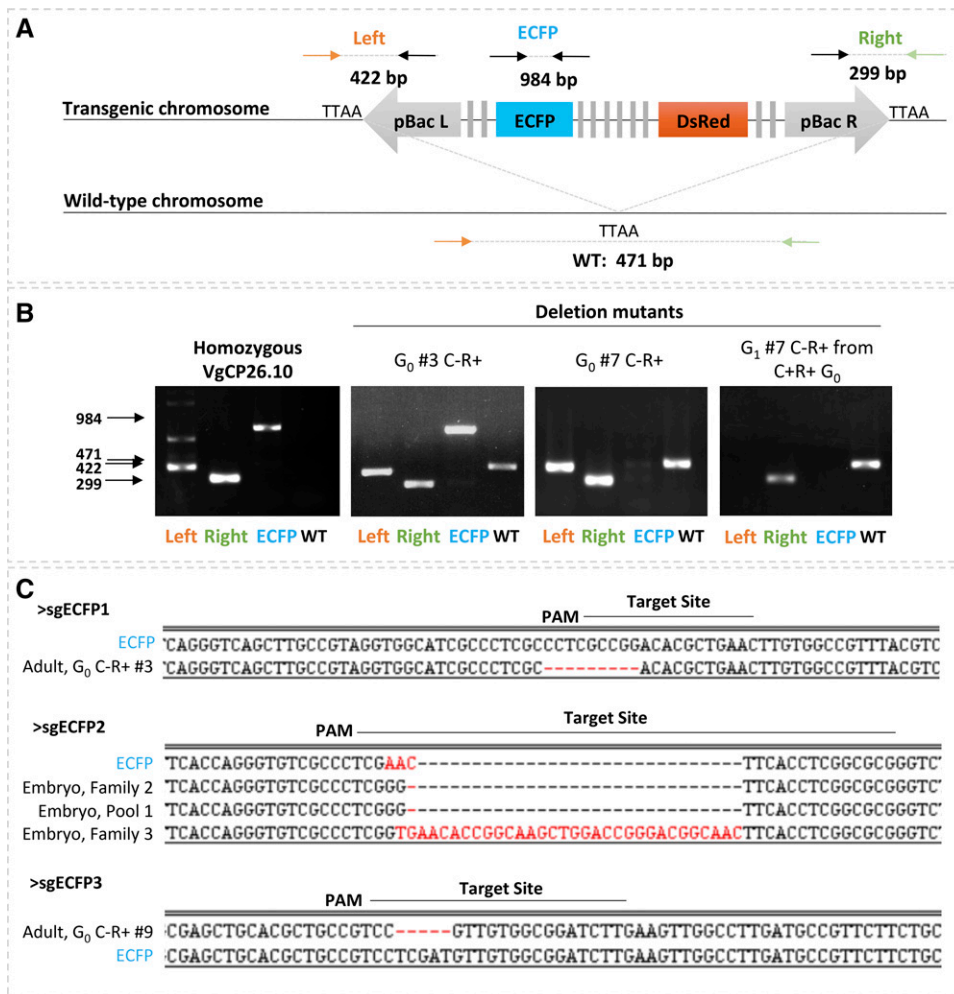 A
Left
ECFP
Right
422 bp
984 bp
299 bp
Transgenic chromosome
TTAA
pBac L
ECFP
DsRed
pBac R
TTAA
Wild-type chromosome
TTAA
WT: 471 bp
B
Deletion mutants
Homozygous
VgCP26.10
G0 #3 C-R+
G0 #7 C-R+
G1 #7 C-R+ from
C+R+ G0
984
471
422
299
Left Right ECFP WT
Left Right ECFP WT
Left Right ECFP WT
Left Right ECFP WT
C
>sgECFP1
PAM
Target Site
ECFP
CAGGGTCAGCTTGCCGTAGGTGGCATCGCCCTCGCCCTCGCCGGACACGCTGAACTTGTGGCCGTTTACGTC
Adult, G0 C-R+ #3
CAGGGTCAGCTTGCCGTAGGTGGCATCGCCCTCGC----------ACACGCTGAACTTGTGGCCGTTTACGTC
>sgECFP2
PAM
Target Site
ECFP
TCACCAGGGTGTCGCCCTCGAAC---------------------------------TTCACCTCGGCGCGGGTC
Embryo, Family 2
TCACCAGGGTGTCGCCCTCGGG----------------------------------TTCACCTCGGCGCGGGTC
Embryo, Pool 1
TCACCAGGGTGTCGCCCTCGGG----------------------------------TTCACCTCGGCGCGGGTC
Embryo, Family 3
TCACCAGGGTGTCGCCCTCGGTGAACACCGGCAAGCTGGACCGGGACGGCAACTTCACCTCGGCGCGGGTC
>sgECFP3
PAM
Target Site
Adult, G0 C-R+ #9
CGAGCTGCACGCTGCCGTCC-----GTTGTGGCGGATCTTGAAGTTGGCCTTGATGCCGTTCTTCTGC
ECFP
CGAGCTGCACGCTGCCGTCCTCGATGTTGTGGCGGATCTTGAAGTTGGCCTTGATGCCGTTCTTCTGC